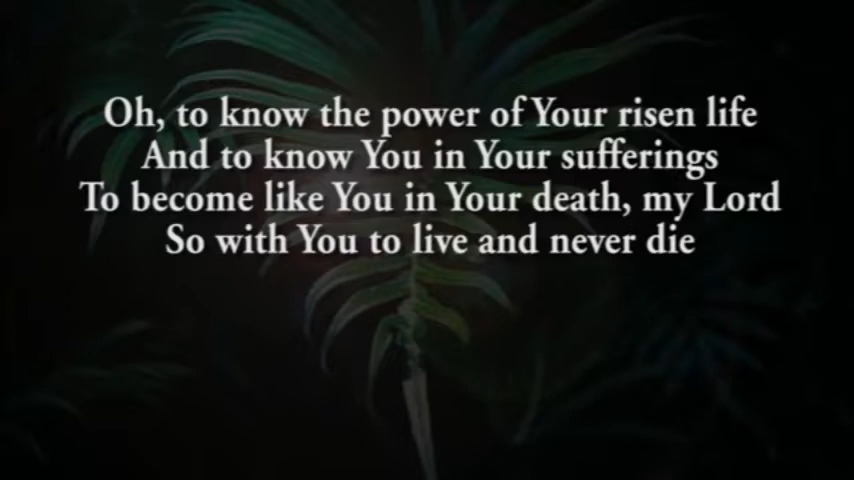 Oh, to know the power of Your risen life
And to know You in Your sufferings
To become like You in Your death, my Lord
So with You to live and never die